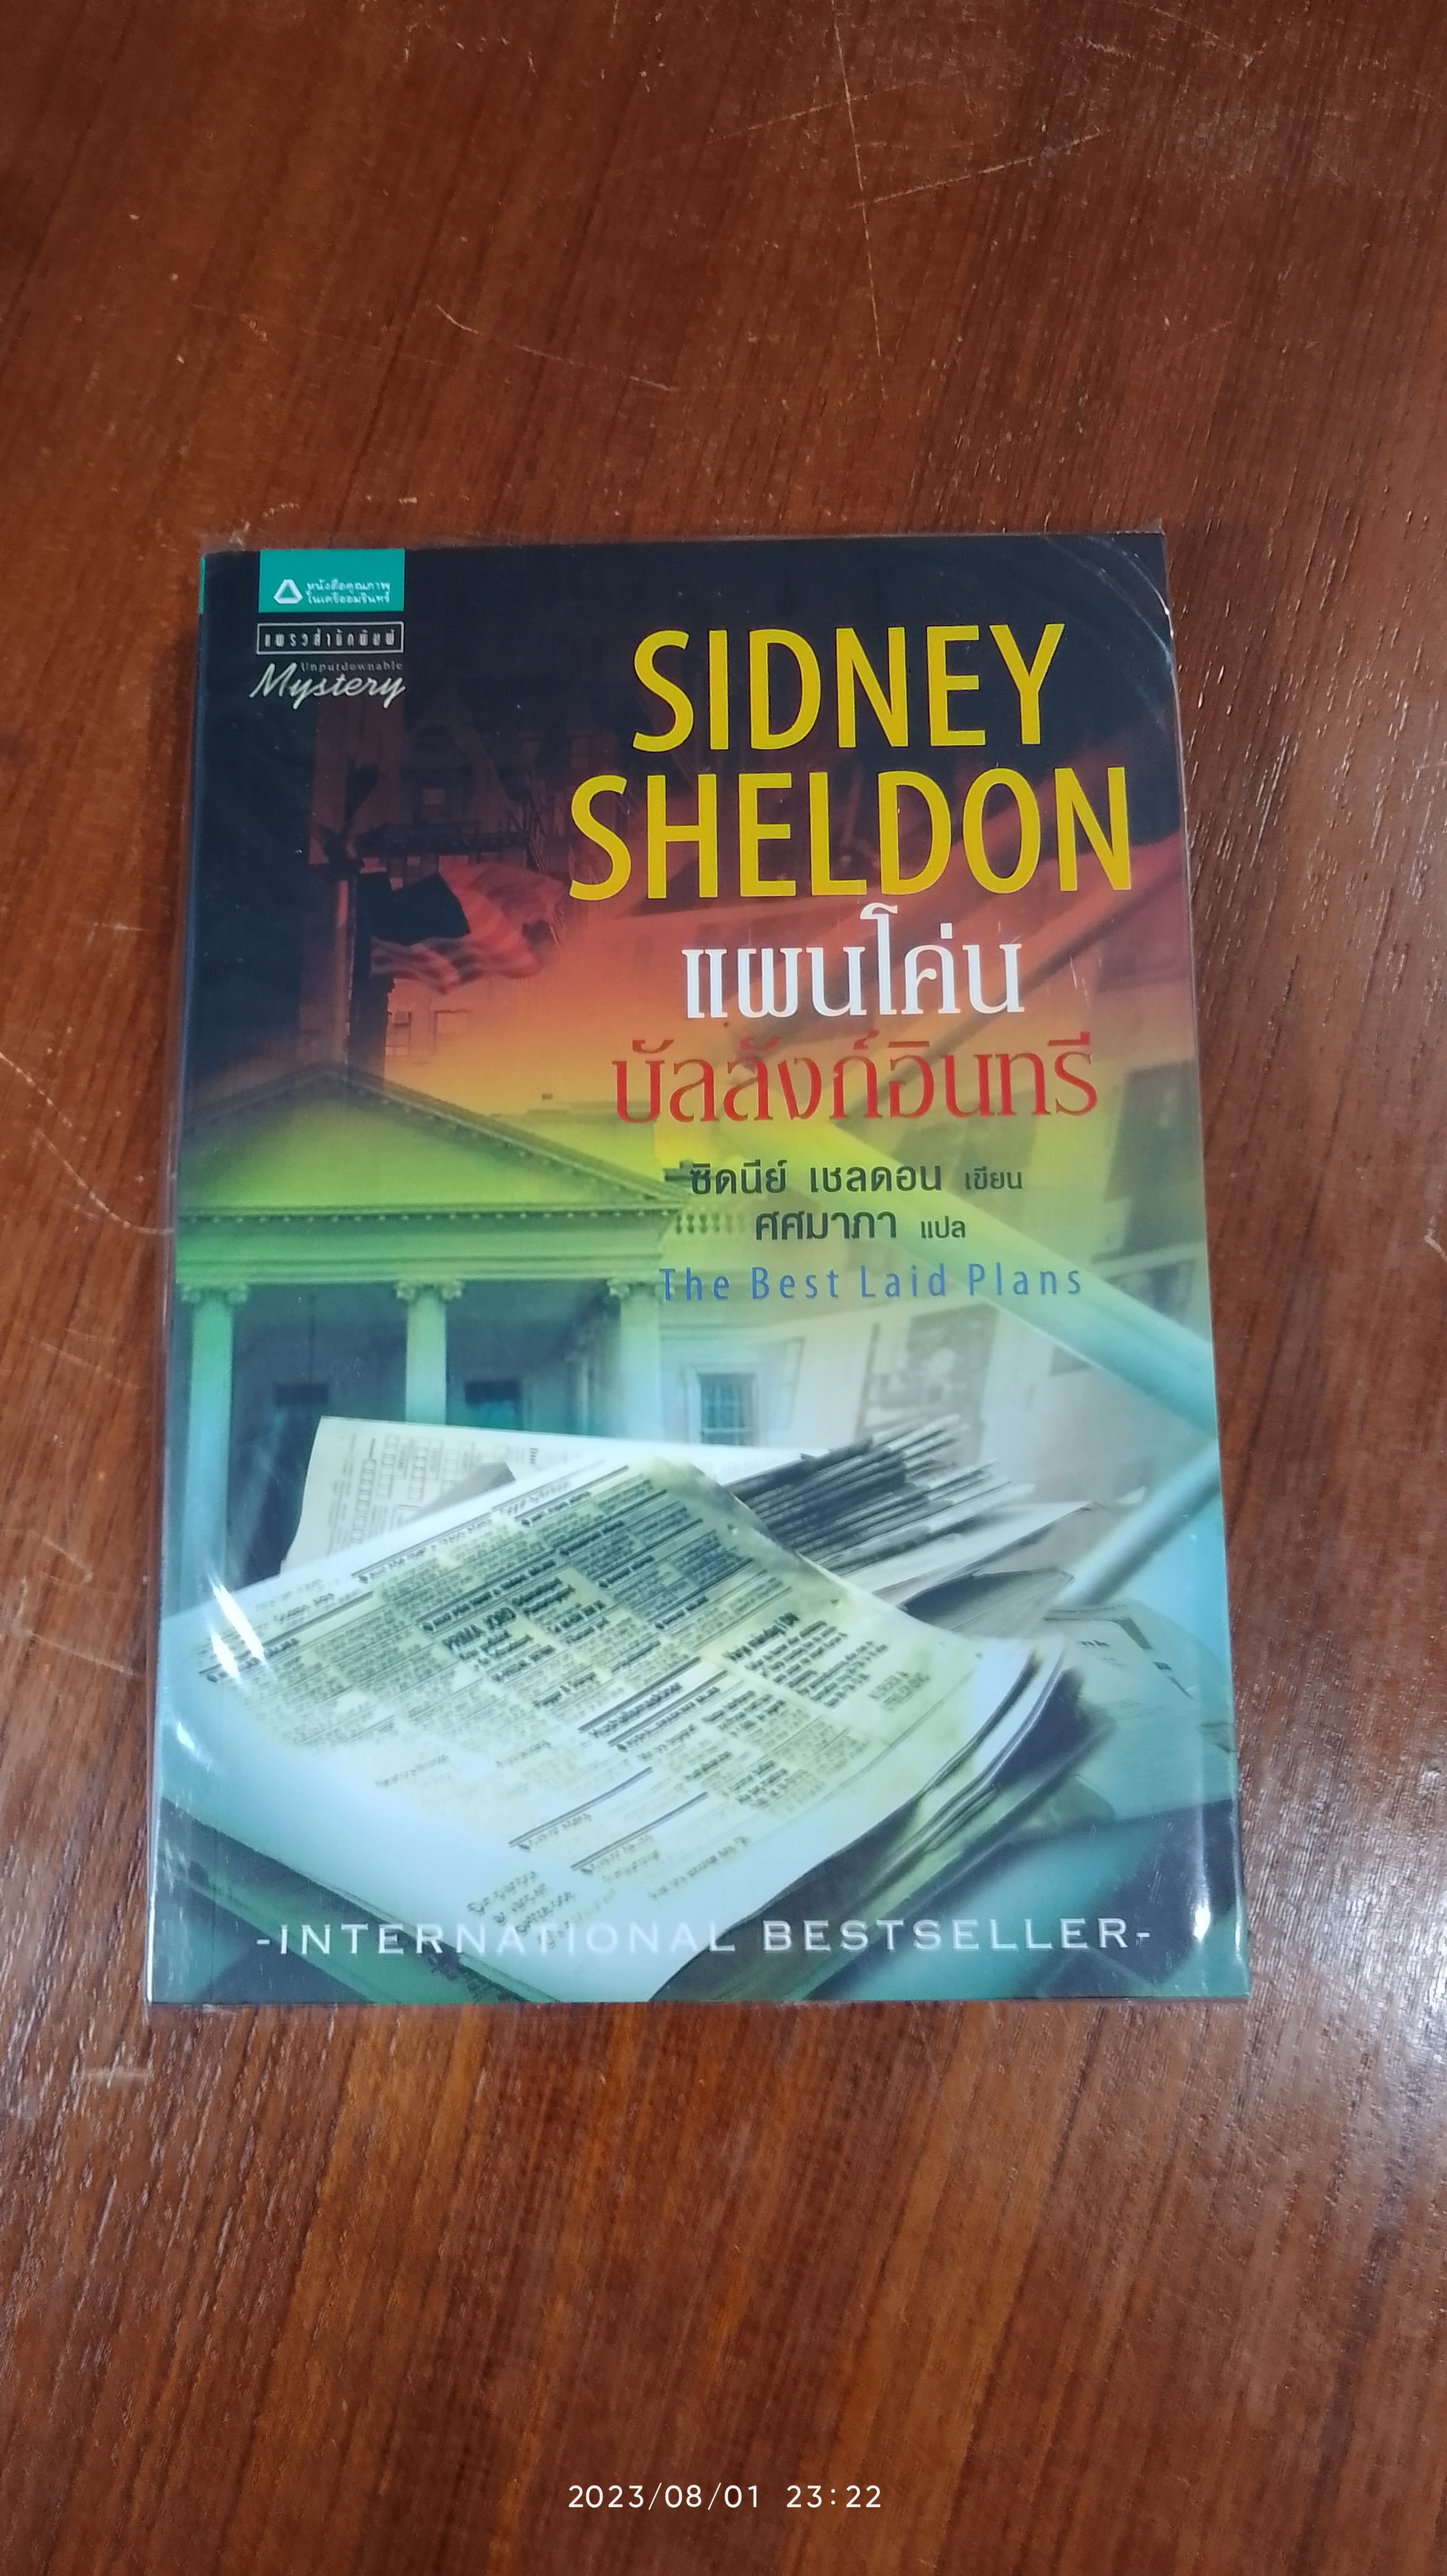 หนังสือคุณภาพ
ในเครืออมรินทร์
แพรวสำนักพิมพ์
Unputdownable
Mystery
SIDNEY
SHELDON
แผนโค่น
บัลลังก์อินทรี
ซิดนีย์ เชลดอน เขียน
ศศมาภา แปล
The Best Laid Plans
-INTERNATIONAL BESTSELLER-
2023/08/01 23:22